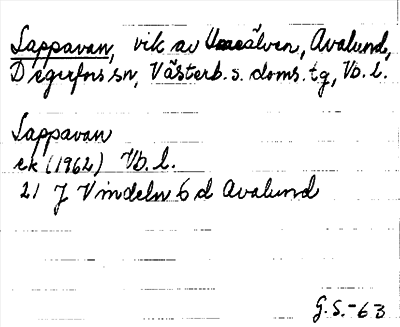 Lappavan, vik av Umeälven, Avalund,
Degerfors sn, Västerb. s. doms. tg, Vb. l.
Lappavan
ek (1962) Vb. l.
21 J Vindeln 6 d Avalund
G. S. -63